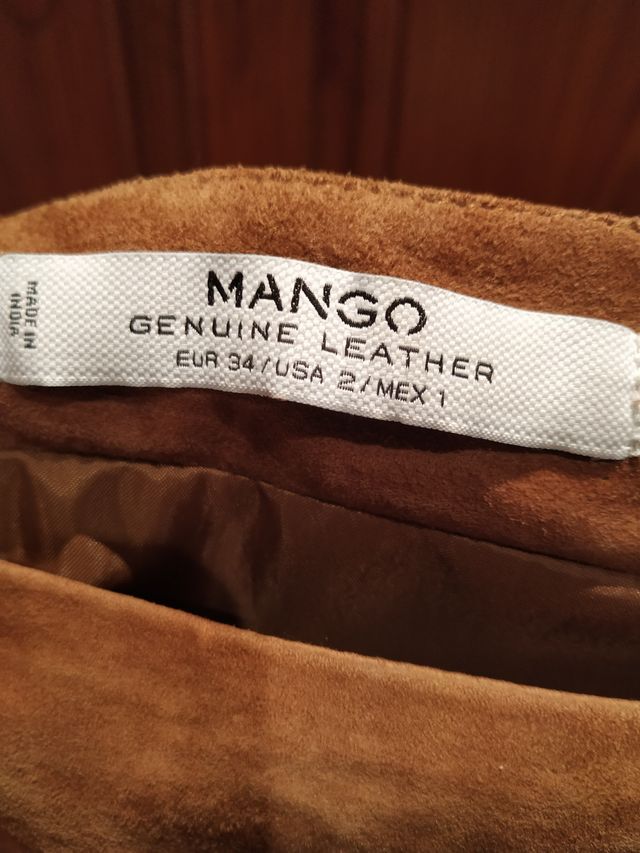 MANGO
GENUINE LEATHER
EUR 34/USA 2/MEX 1
MADE IN
INDIA